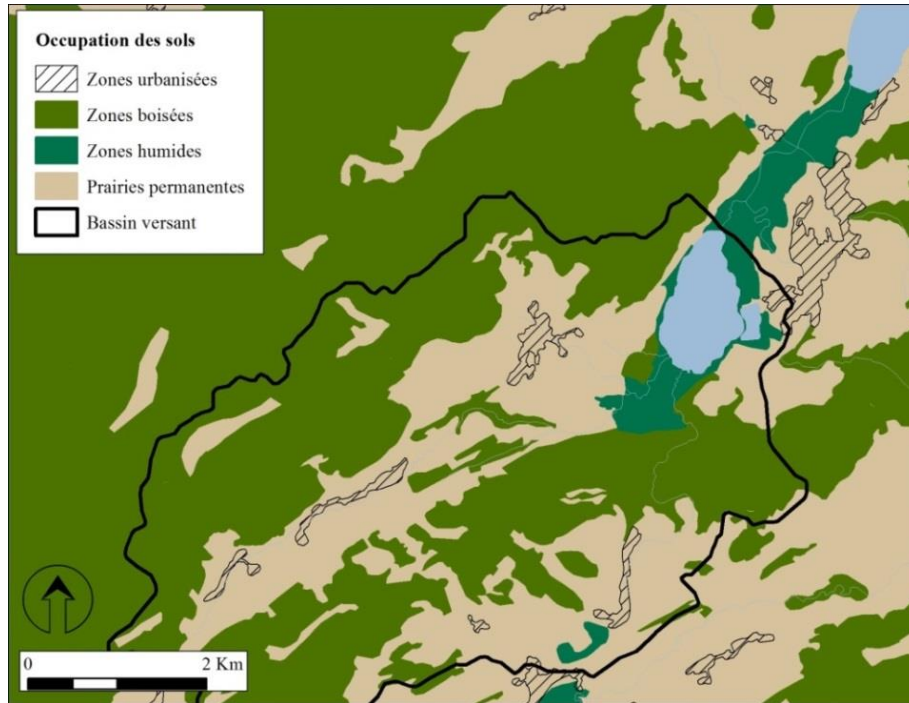 Occupation des sols
Zones urbanisées
Zones boisées
Zones humides
Prairies permanentes
Bassin versant
0 2 Km